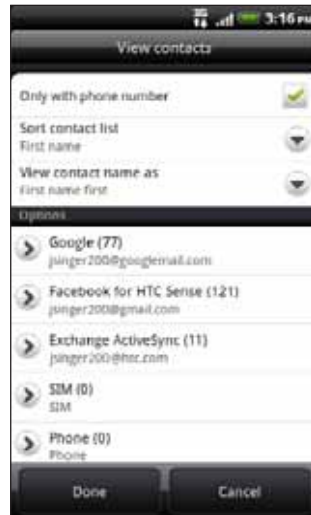 3:16 PM
View contacts
Only with phone number
Sort contact list
First name
View contact name as
First name first
Options
Google (77)
jsinger200@googlemail.com
Facebook for HTC Sense (121)
jsinger200@gmail.com
Exchange ActiveSync (11)
jsinger200@htc.com
SIM (0)
SIM
Phone (0)
Phone
Done
Cancel